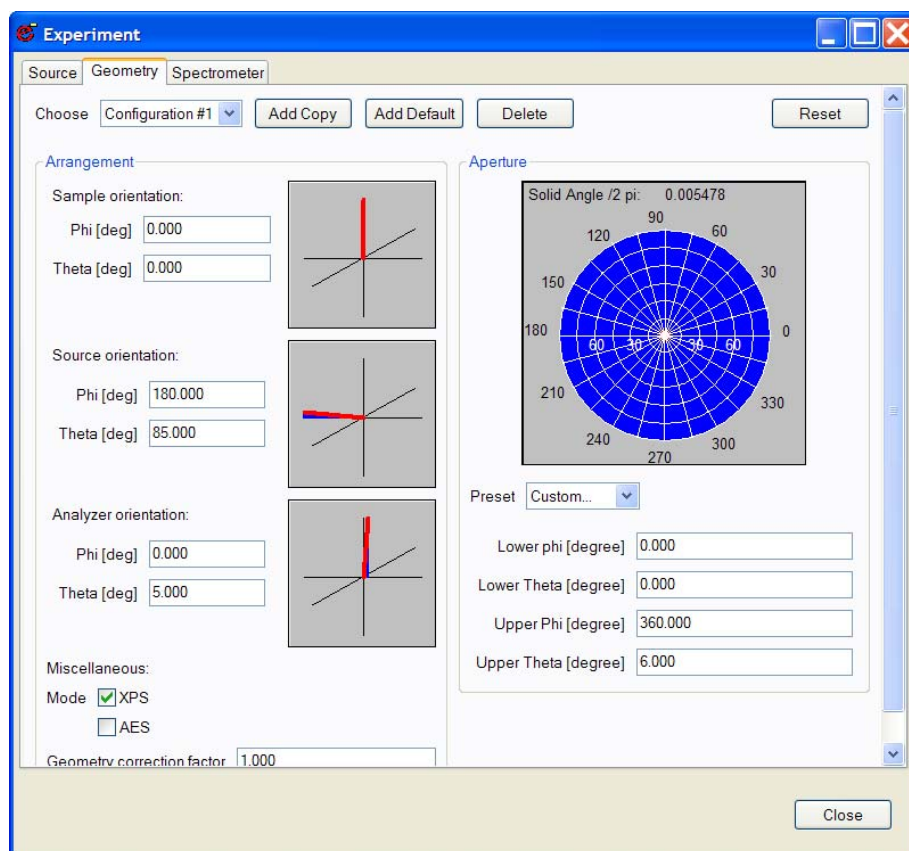 Experiment
Source Geometry Spectrometer
Choose Configuration #1 Add Copy Add Default Delete Reset
Arrangement
Sample orientation:
Phi [deg] 0.000
Theta [deg] 0.000
Source orientation:
Phi [deg] 180.000
Theta [deg] 85.000
Analyzer orientation:
Phi [deg] 0.000
Theta [deg] 5.000
Miscellaneous:
Mode XPS
AES
Geometry correction factor 1.000
Aperture
Solid Angle /2 pi: 0.005478
90
120 60
150 30
180 60 30 30 60 0
210 330
240 300
270
Preset Custom...
Lower phi [degree] 0.000
Lower Theta [degree] 0.000
Upper Phi [degree] 360.000
Upper Theta [degree] 6.000
Close